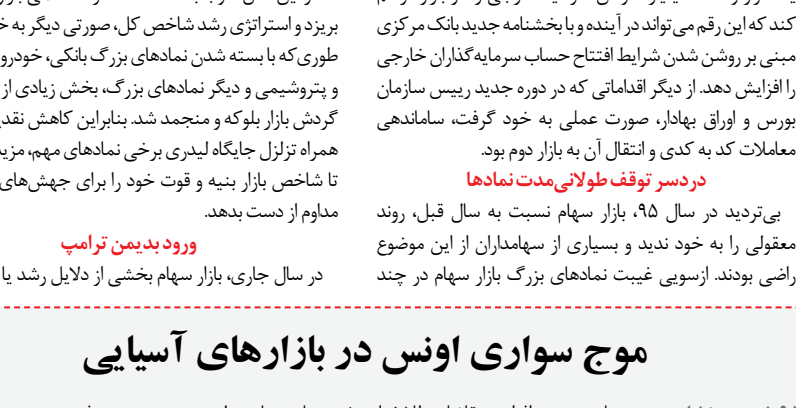 کند که این رقم می‌تواند در آینده و با بخشنامه جدید بانک مرکزی
مبنی بر روشن شدن شرایط افتتاح حساب سرمایه‌گذاران خارجی
را افزایش دهد. از دیگر اقداماتی که در دوره جدید رییس سازمان
بورس و اوراق بهادار، صورت عملی به خود گرفت، ساماندهی
معاملات کد به کدی و انتقال آن به بازار دوم بود.
دردسر توقف طولانی‌مدت نمادها
بی‌تردید در سال ۹۵، بازار سهام نسبت به سال قبل، روند
معقولی را به خود ندید و بسیاری از سهامداران از این موضوع
راضی بودند. ازسویی غیبت نمادهای بزرگ بازار سهام در چند
بریزد و استراتژی رشد شاخص کل، صورتی دیگر به
طوری‌که با بسته شدن نمادهای بزرگ بانکی، خودرو
و پتروشیمی و دیگر نمادهای بزرگ، بخش زیادی از
گردش بازار بلوکه و منجمد شد. بنابراین کاهش
همراه تزلزل جایگاه لیدری برخی نمادهای مهم،
تا شاخص بازار بنیه و قوت خود را برای جهش‌های
مداوم از دست بدهد.
ورود بدیمن ترامپ
در سال جاری، بازار سهام بخشی از دلایل رشد یا
موج سواری اونس در بازارهای آسیایی